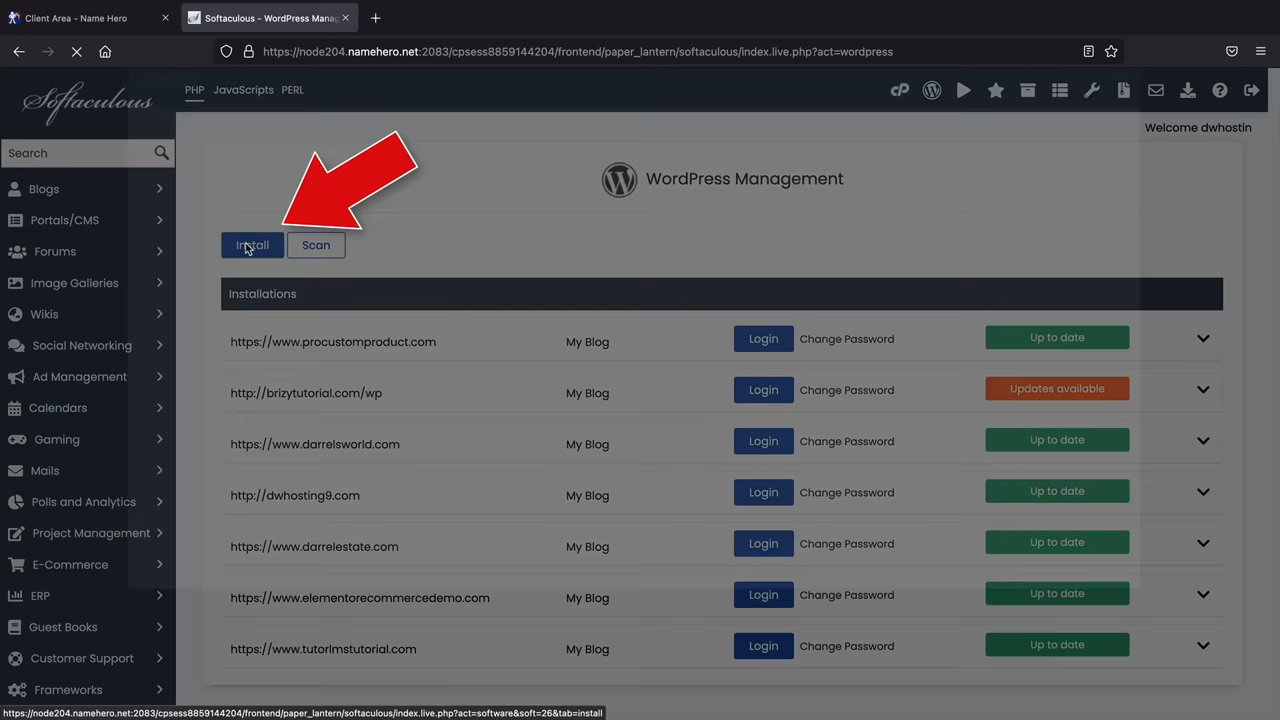 Client Area - Name Hero
Softaculous - WordPress Mana
https://node204.namehero.net:2083/cpsess8859144204/frontend/paper_lantern/softaculous/index.live.php?act=wordpress
Softaculous
PHP JavaScripts PERL
cP
Welcome dwhostin
Search
Blogs
Portals/CMS
Forums
Image Galleries
Wikis
Social Networking
Ad Management
Calendars
Gaming
Mails
Polls and Analytics
Project Management
E-Commerce
ERP
Guest Books
Customer Support
Frameworks
WordPress Management
Install Scan
Installations
https://www.procustomproduct.com My Blog Login Change Password Up to date
http://brizytutorial.com/wp My Blog Login Change Password Updates available
https://www.darrelsworld.com My Blog Login Change Password Up to date
http://dwhosting9.com My Blog Login Change Password Up to date
https://www.darrelestate.com My Blog Login Change Password Up to date
https://www.elementorecommercedemo.com My Blog Login Change Password Up to date
https://www.tutorlmstutorial.com My Blog Login Change Password Up to date
https://node204.namehero.net:2083/cpsess8859144204/frontend/paper_lantern/softaculous/index.live.php?act=software&soft=26&tab=install